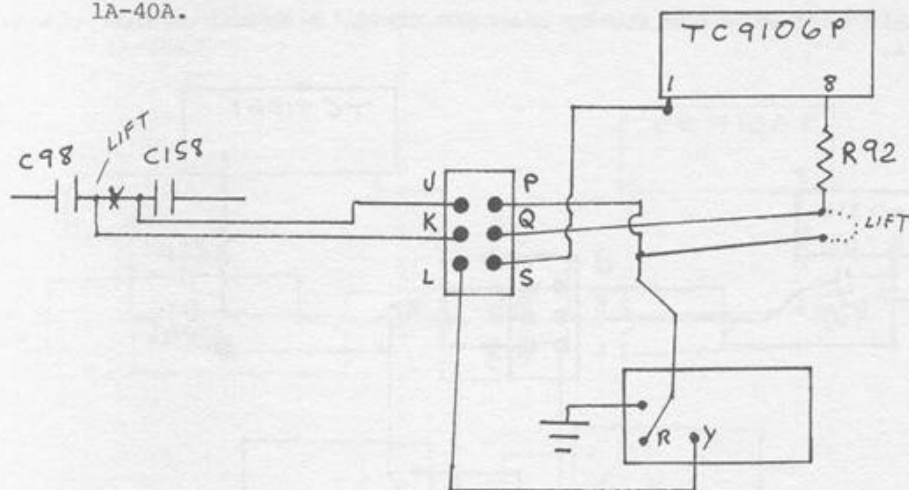 1A-40A.
TC9106P
1 8
C98 LIFT C158
R92
J P
K Q
LIFT
L S
R Y